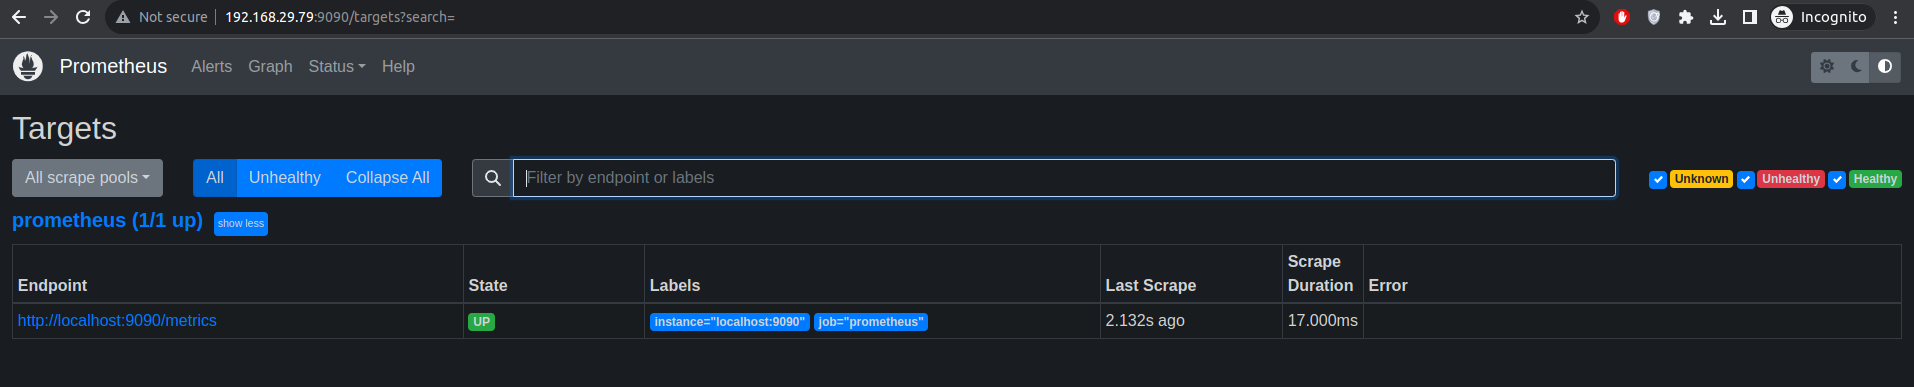 Not secure 192.168.29.79:9090/targets?search= Incognito
Prometheus Alerts Graph Status Help
Targets
All scrape pools All Unhealthy Collapse All Filter by endpoint or labels Unknown Unhealthy Healthy
prometheus (1/1 up) show less
Endpoint State Labels Last Scrape Scrape Duration Error
http://localhost:9090/metrics UP instance="localhost:9090" job="prometheus" 2.132s ago 17.000ms